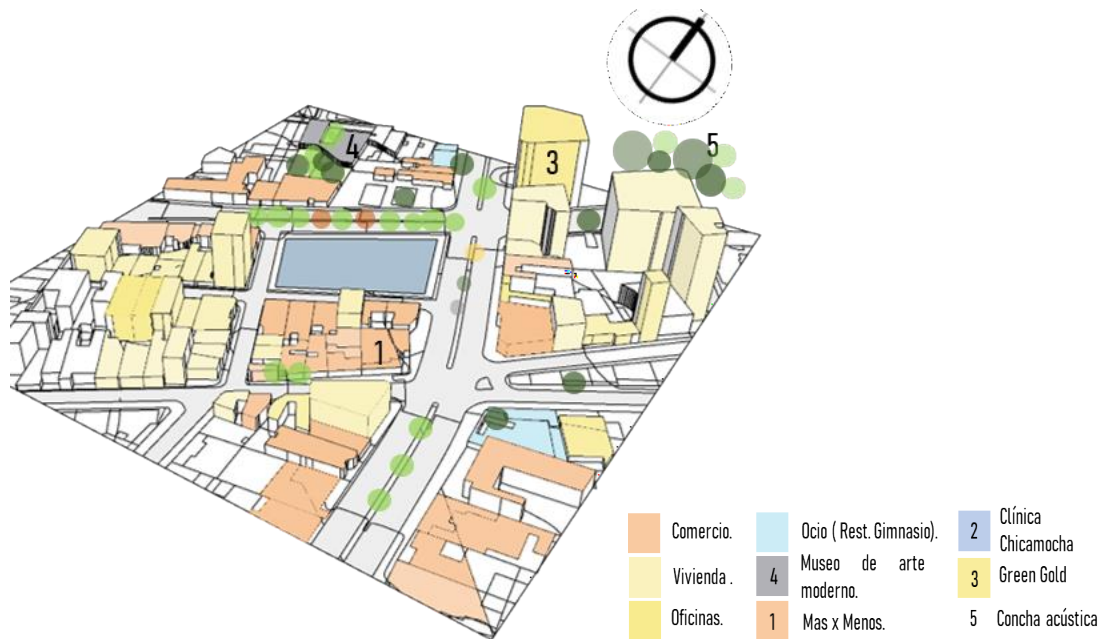 4
3
5
1
Comercio.
Vivienda .
Oficinas.
Ocio ( Rest. Gimnasio).
4 Museo de arte
moderno.
1 Mas x Menos.
2 Clínica
Chicamocha
3 Green Gold
5 Concha acústica